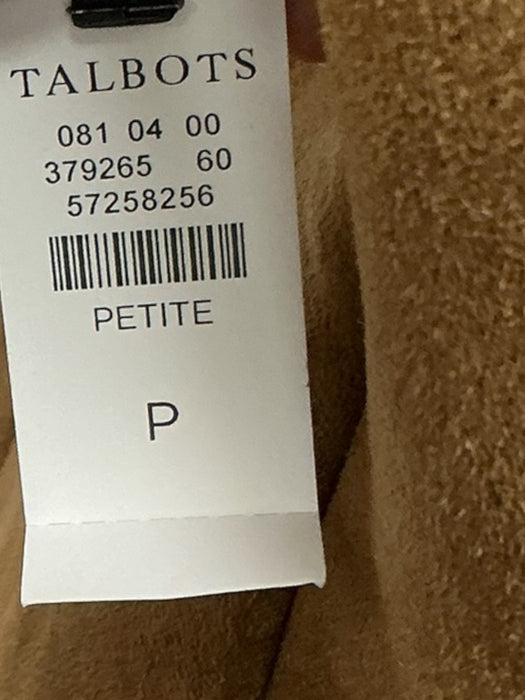 TALBOTS
081 04 00
379265 60
57258256
PETITE
P